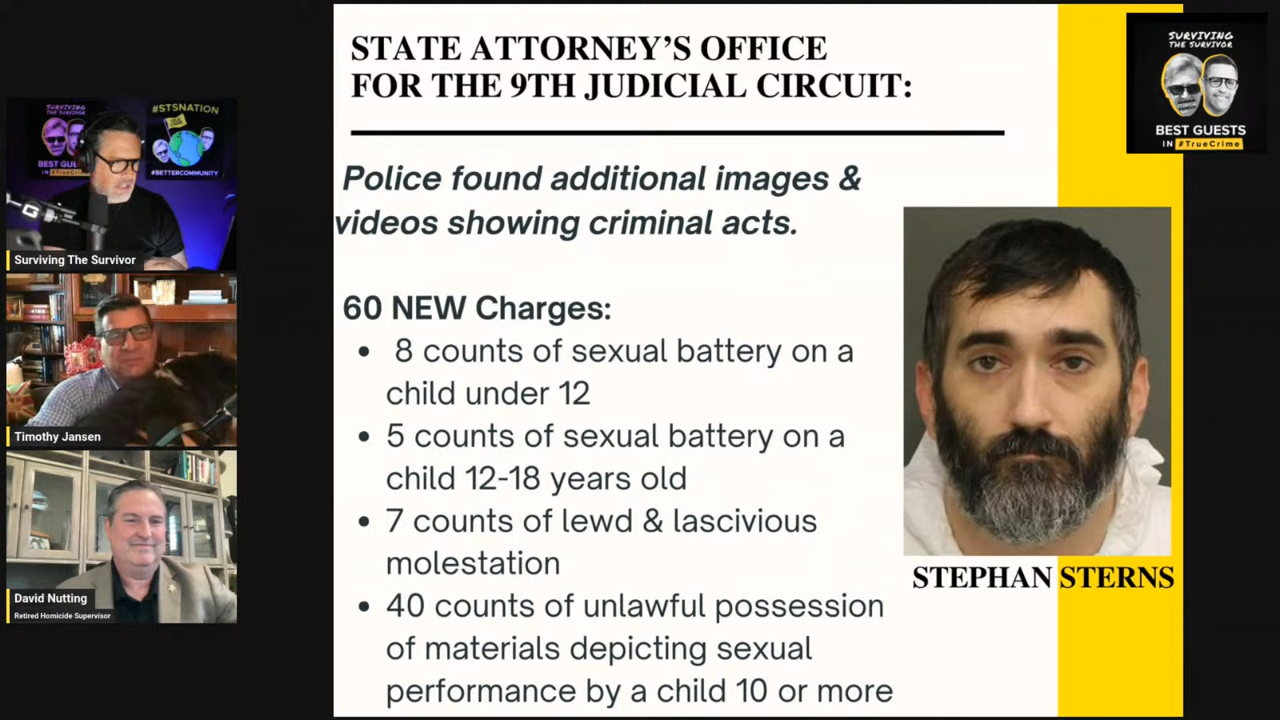 STATE ATTORNEY'S OFFICE
FOR THE 9TH JUDICIAL CIRCUIT:
Police found additional images &
videos showing criminal acts.
60 NEW Charges:
• 8 counts of sexual battery on a
child under 12
• 5 counts of sexual battery on a
child 12-18 years old
• 7 counts of lewd & lascivious
molestation
• 40 counts of unlawful possession
of materials depicting sexual
performance by a child 10 or more
STEPHAN STERNS
SURVIVING
THE SURVIVOR
BEST GUESTS
IN #TrueCrime
SURVIVING
THE SURVIVOR
BEST
#STSNATION
#BETTERCOMMUNITY
Surviving The Survivor
Timothy Jansen
David Nutting
Retired Homicide Supervisor